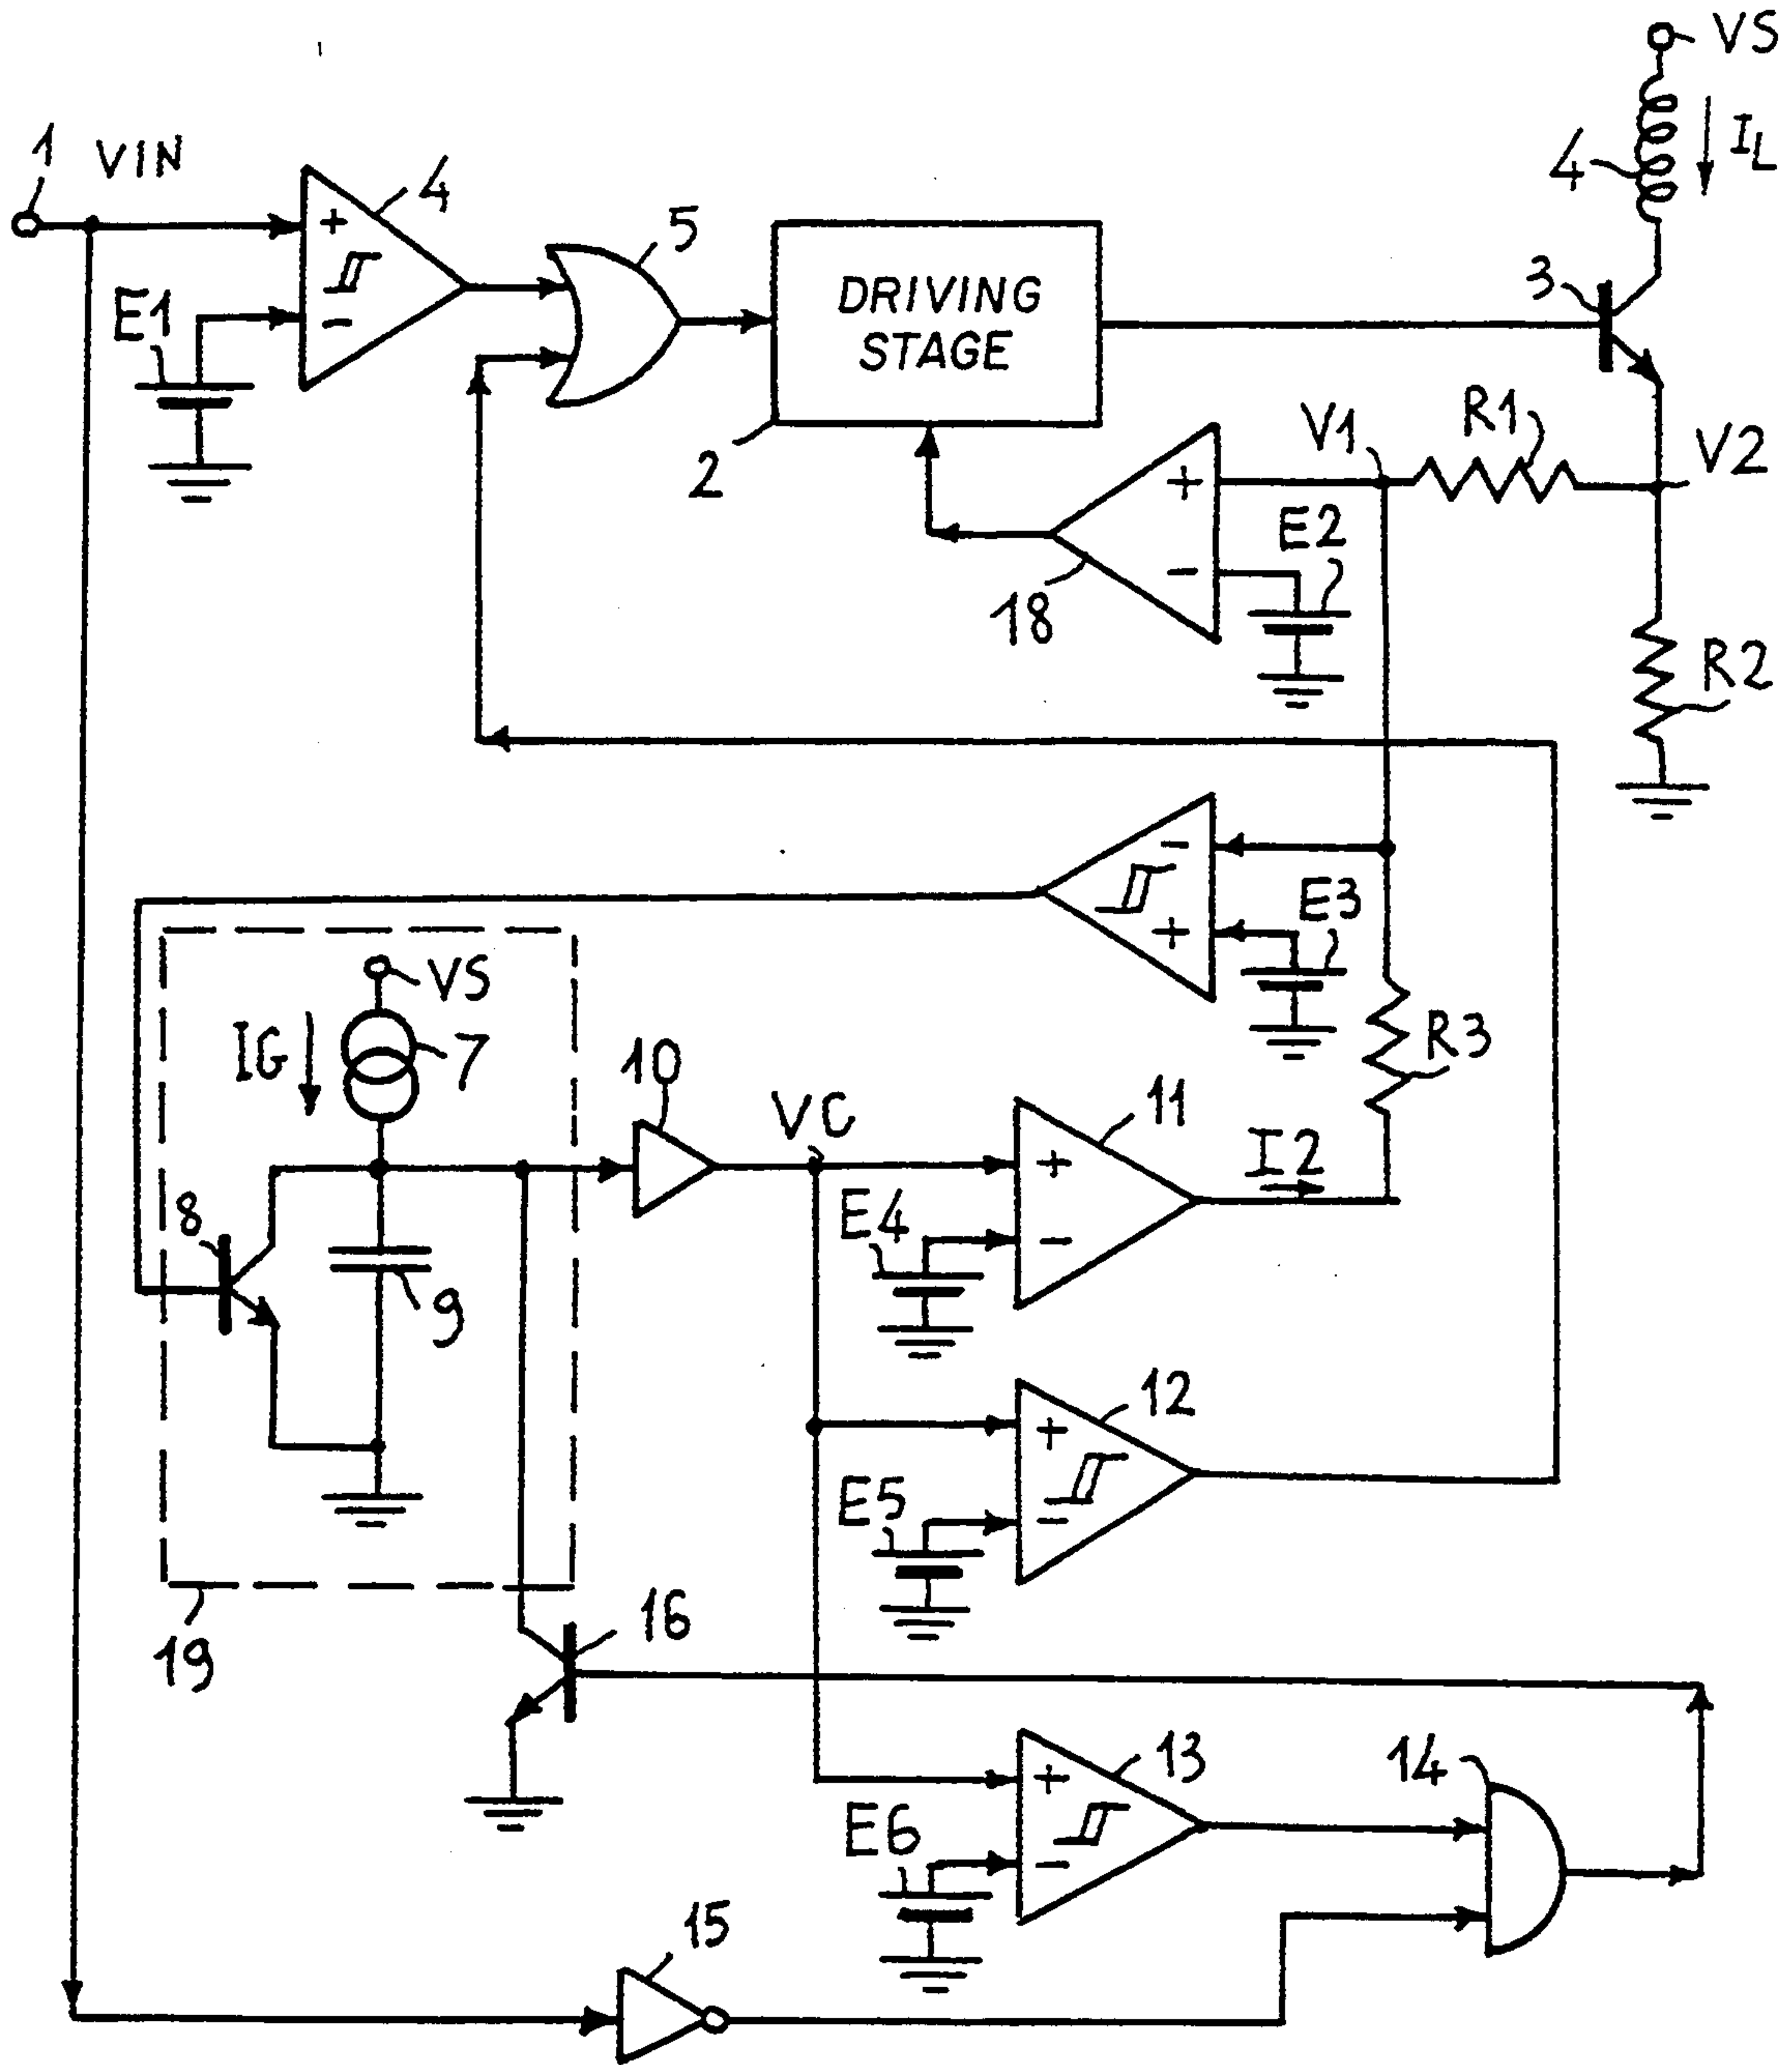 VS
1 VIN
4
4
IL
5
E1
+
-
DRIVING
STAGE
3
2
V1
R1
V2
+
E2
-
18
R2
-
E3
+
VS
IG
7
10
VC
11
R3
+
I2
8
E4
-
9
12
+
E5
-
16
19
13
14
+
E6
-
15